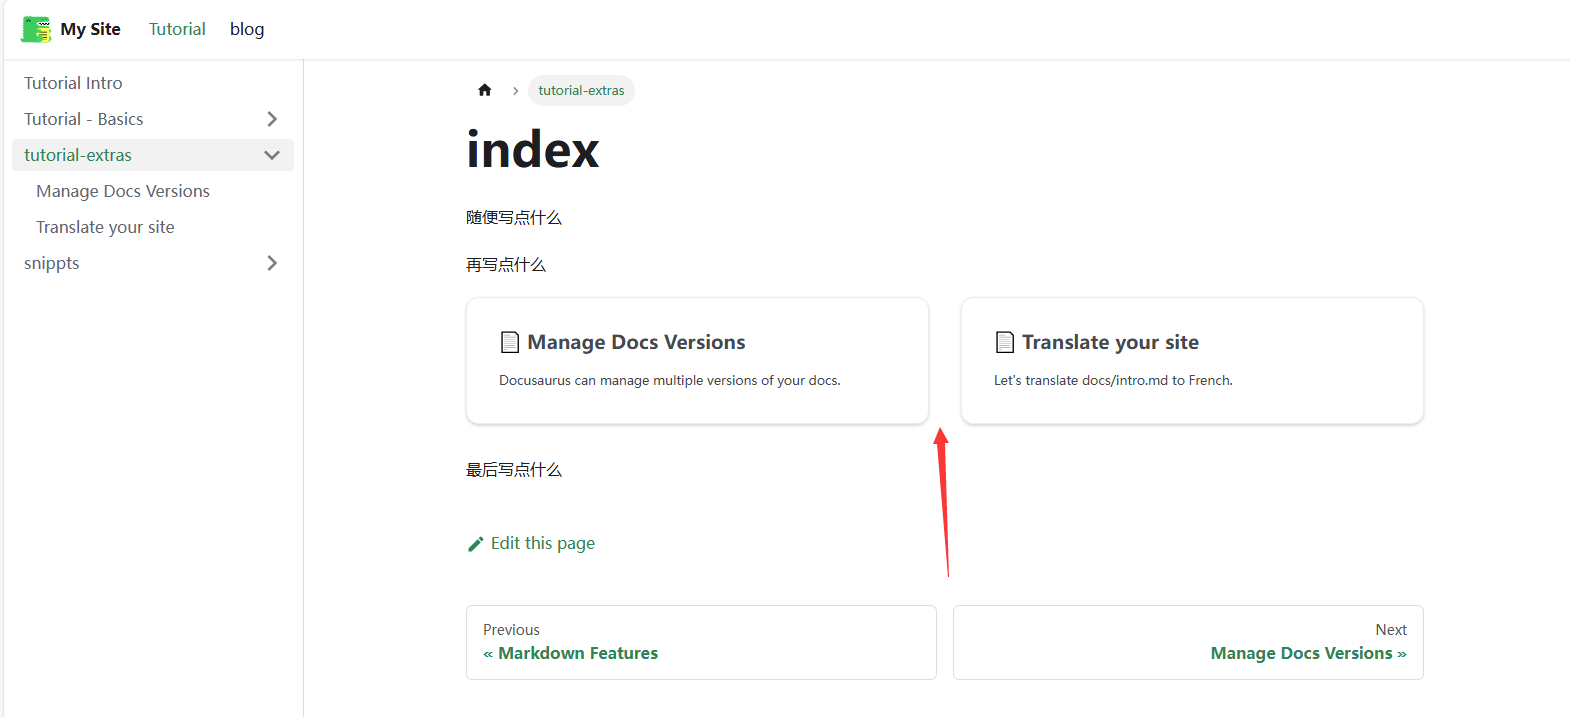 My Site Tutorial blog
Tutorial Intro
Tutorial - Basics
tutorial-extras
Manage Docs Versions
Translate your site
snippts
tutorial-extras
index
随便写点什么
再写点什么
Manage Docs Versions
Docusaurus can manage multiple versions of your docs.
Translate your site
Let's translate docs/intro.md to French.
最后写点什么
Edit this page
Previous
« Markdown Features
Next
Manage Docs Versions »